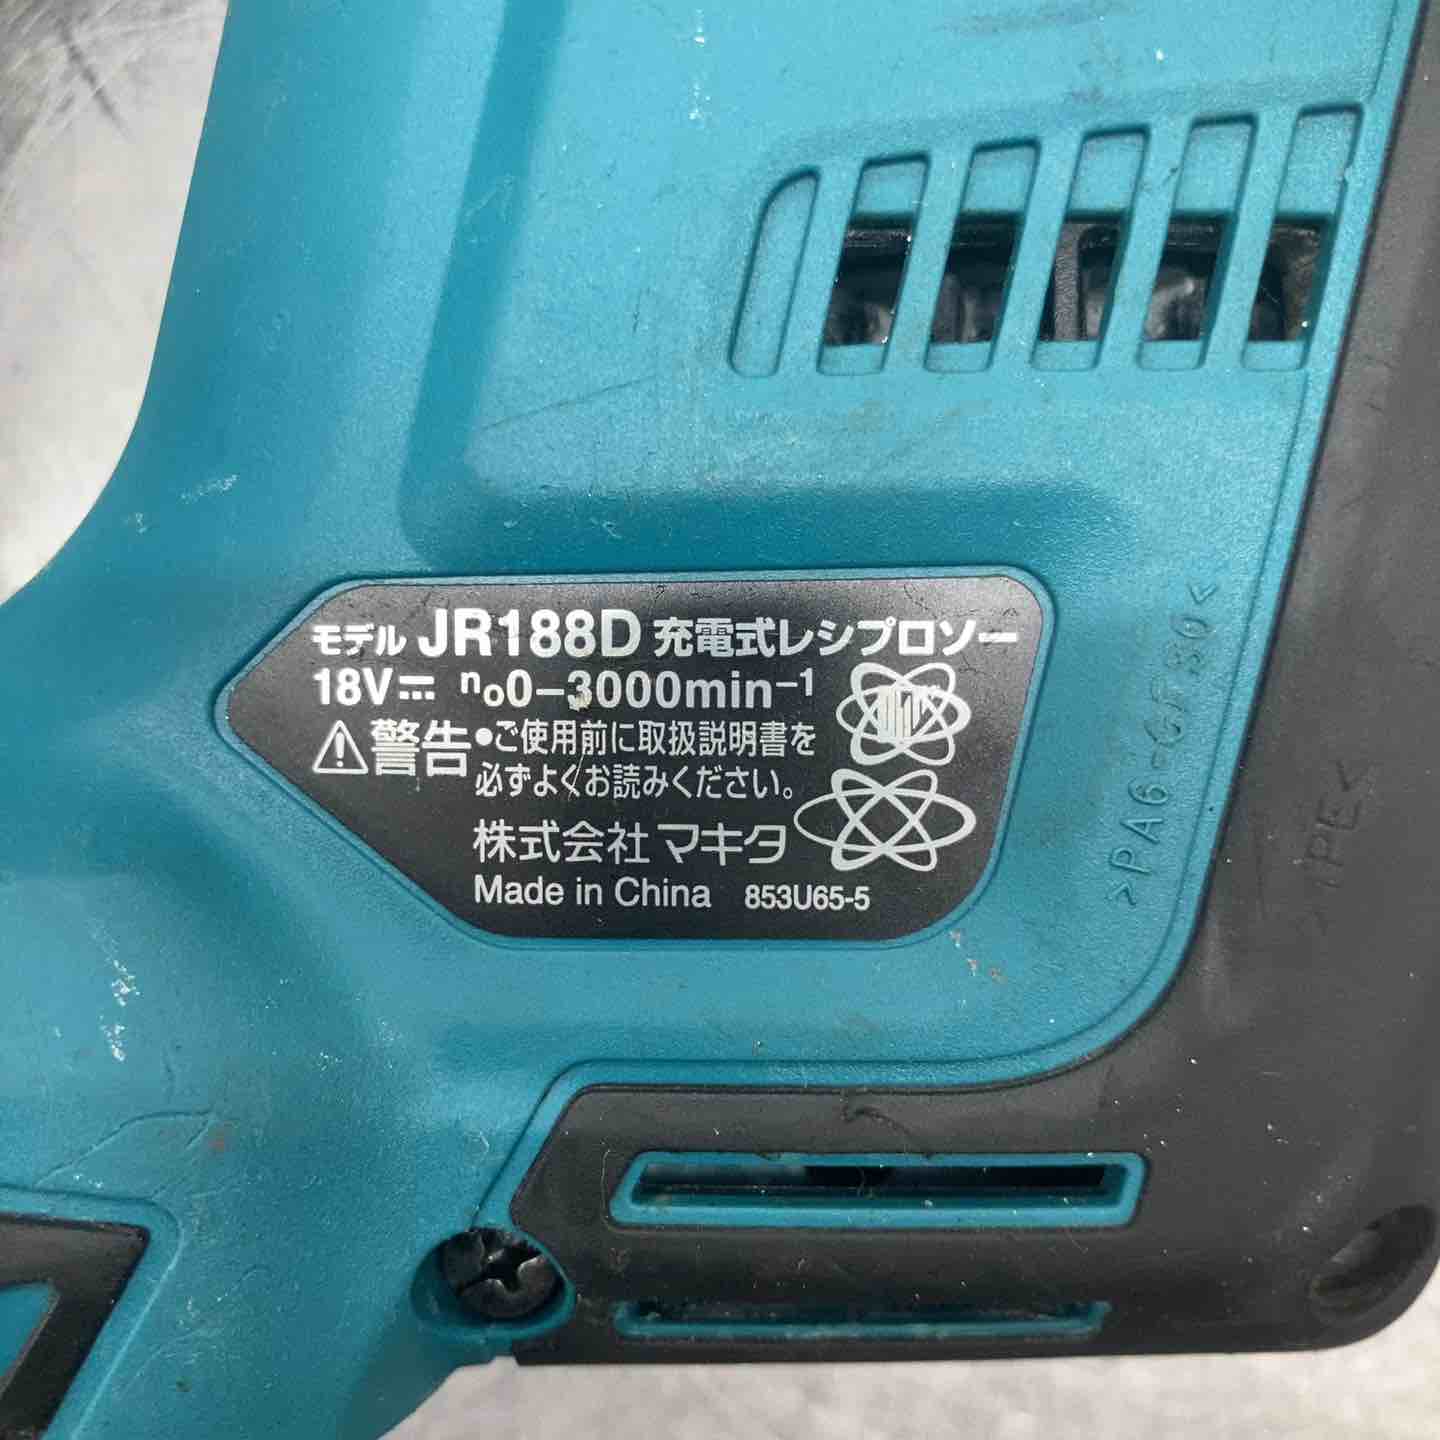 モデル JR188D 充電式レシプロソー
18V⎓ n₀0−3000min⁻¹
⚠警告 •ご使用前に取扱説明書を
必ずよくお読みください。
株式会社 マキタ
Made in China 853U65-5
>PA6-GF30<
>PE<